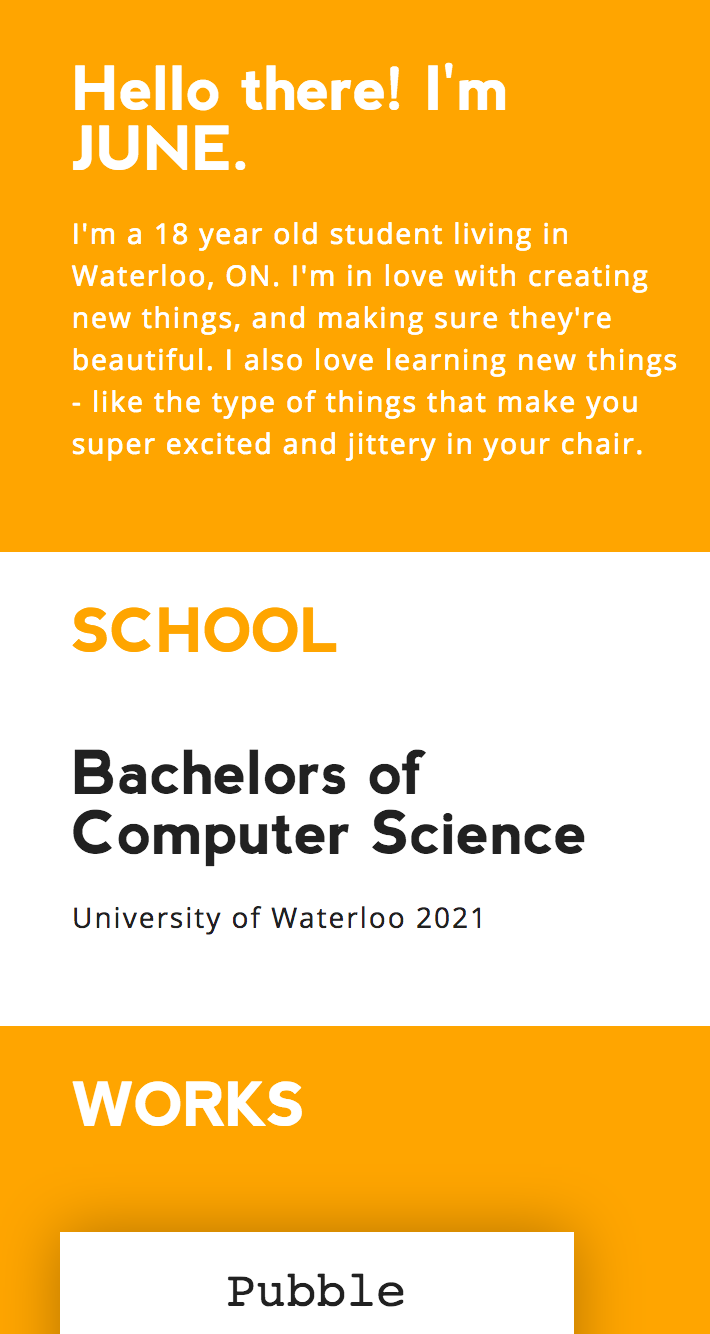 Hello there! I'm
JUNE.
I'm a 18 year old student living in
Waterloo, ON. I'm in love with creating
new things, and making sure they're
beautiful. I also love learning new things
- like the type of things that make you
super excited and jittery in your chair.
SCHOOL
Bachelors of
Computer Science
University of Waterloo 2021
WORKS
Pubble